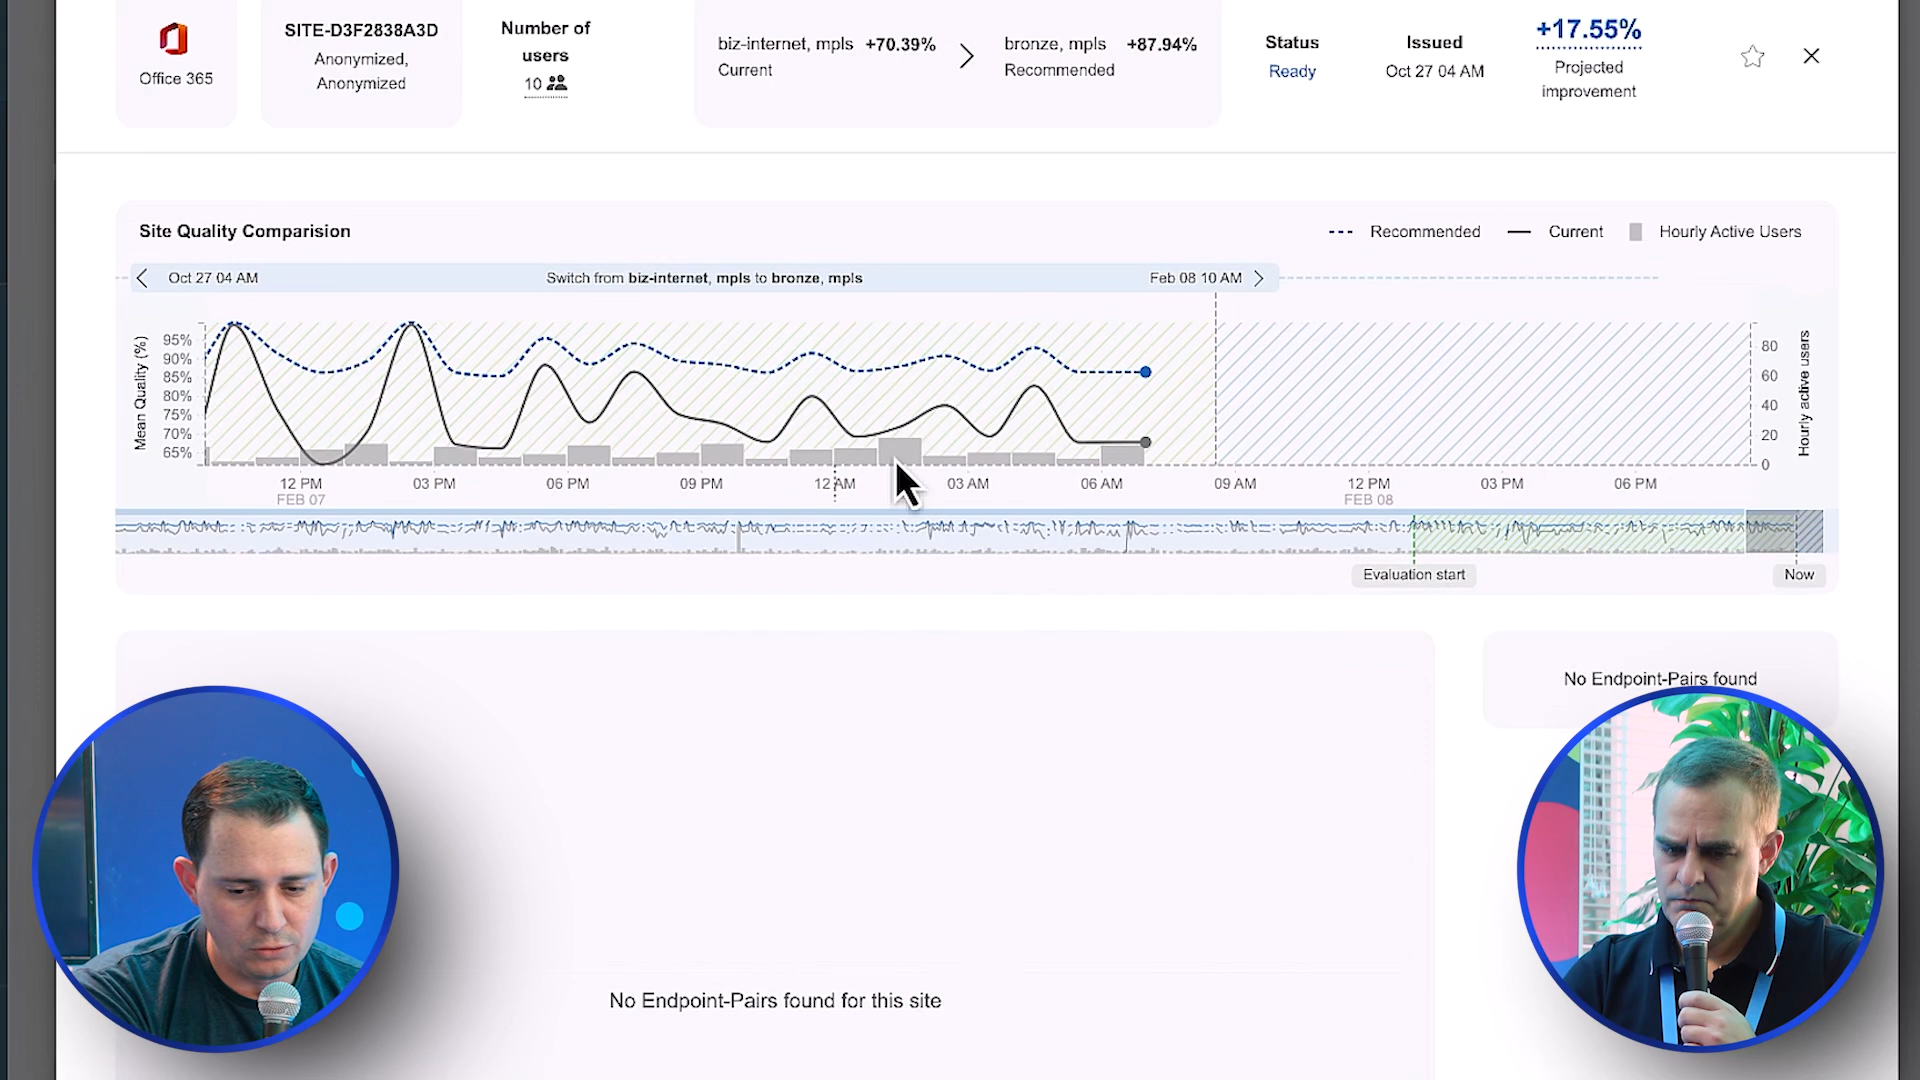 Office 365
SITE-D3F2838A3D
Anonymized,
Anonymized
Number of
users
10
biz-internet, mpls +70.39%
Current
bronze, mpls +87.94%
Recommended
Status
Ready
Issued
Oct 27 04 AM
+17.55%
Projected
improvement
Site Quality Comparision
Recommended
Current
Hourly Active Users
Oct 27 04 AM
Switch from biz-internet, mpls to bronze, mpls
Feb 08 10 AM
Mean Quality (%)
95%
90%
85%
80%
75%
70%
65%
80
60
40
20
0
Hourly active users
12 PM
FEB 07
03 PM
06 PM
09 PM
12 AM
03 AM
06 AM
09 AM
12 PM
FEB 08
03 PM
06 PM
Evaluation start
Now
No Endpoint-Pairs found
No Endpoint-Pairs found for this site